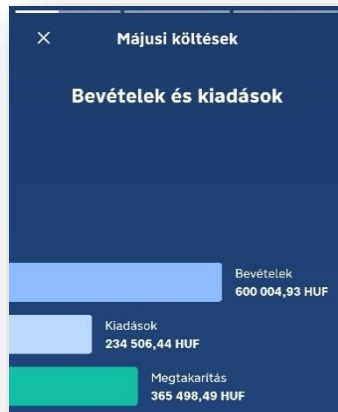 Májusi költések
Bevételek és kiadások
Bevételek
600 004,93 HUF
Kiadások
234 506,44 HUF
Megtakarítás
365 498,49 HUF